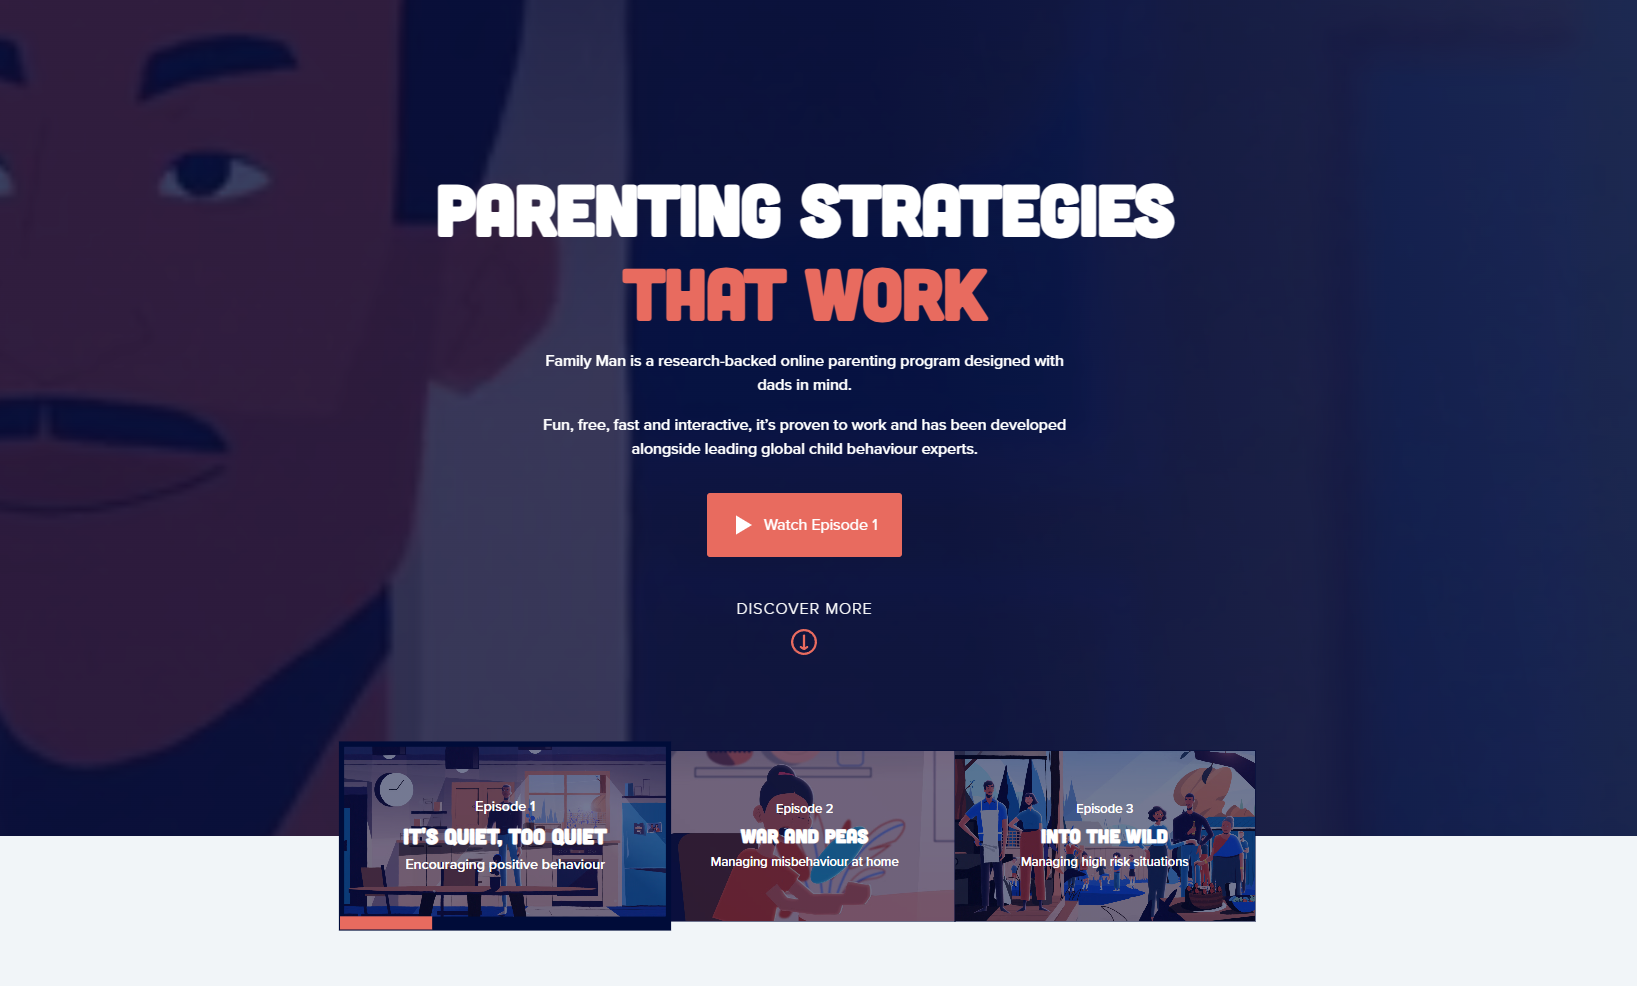 PARENTING STRATEGIES
THAT WORK
Family Man is a research-backed online parenting program designed with
dads in mind.
Fun, free, fast and interactive, it's proven to work and has been developed
alongside leading global child behaviour experts.
Watch Episode 1
DISCOVER MORE
Episode 1
IT'S QUIET, TOO QUIET
Encouraging positive behaviour
Episode 2
WAR AND PEAS
Managing misbehaviour at home
Episode 3
INTO THE WILD
Managing high risk situations